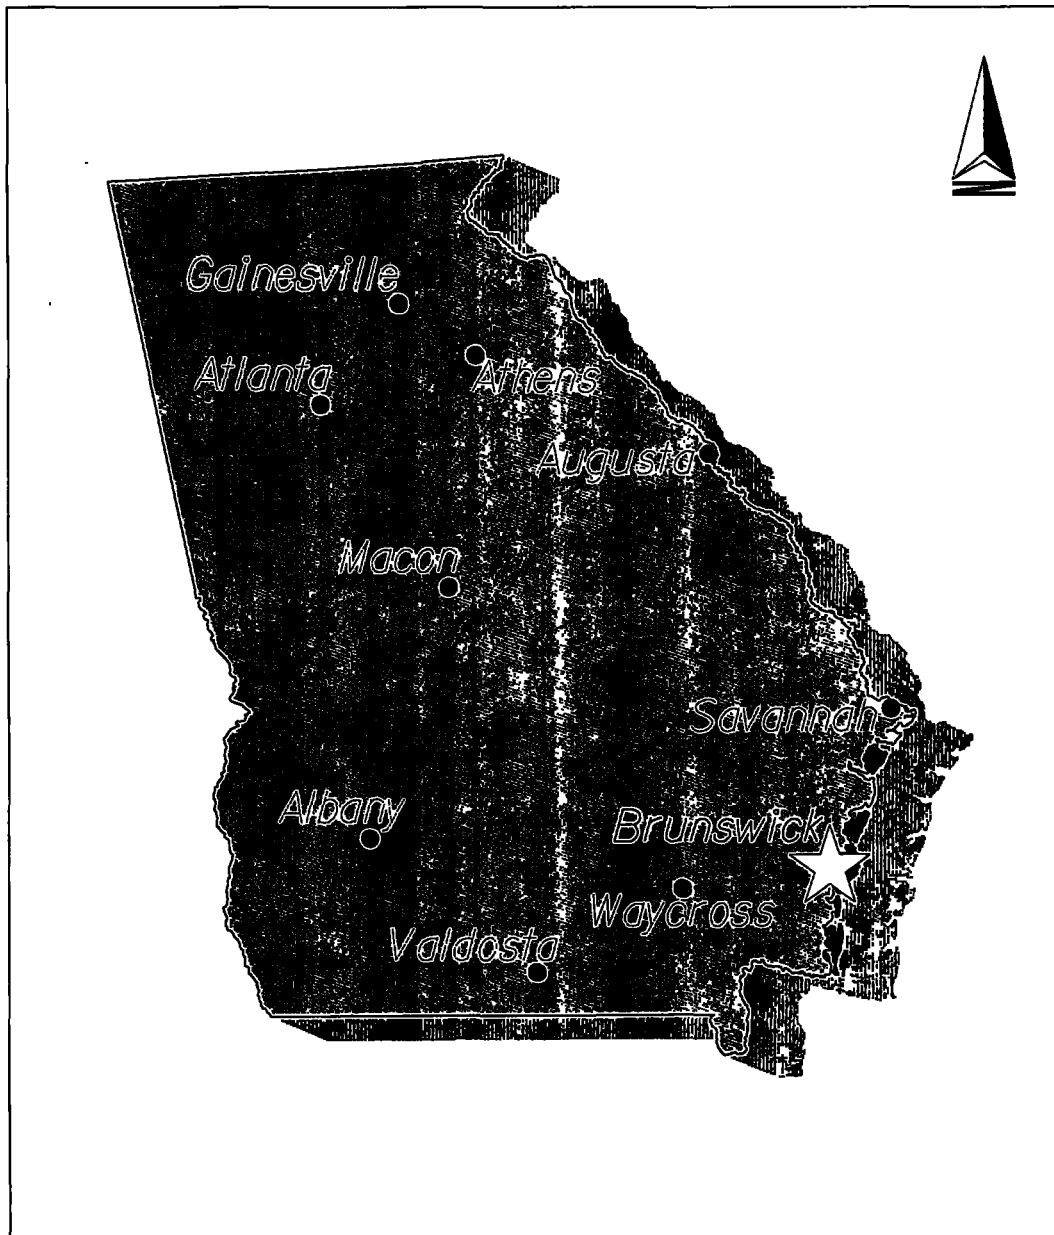 Gainesville
Atlanta
Athens
Augusta
Macon
Savannah
Albany
Brunswick
Waycross
Valdosta